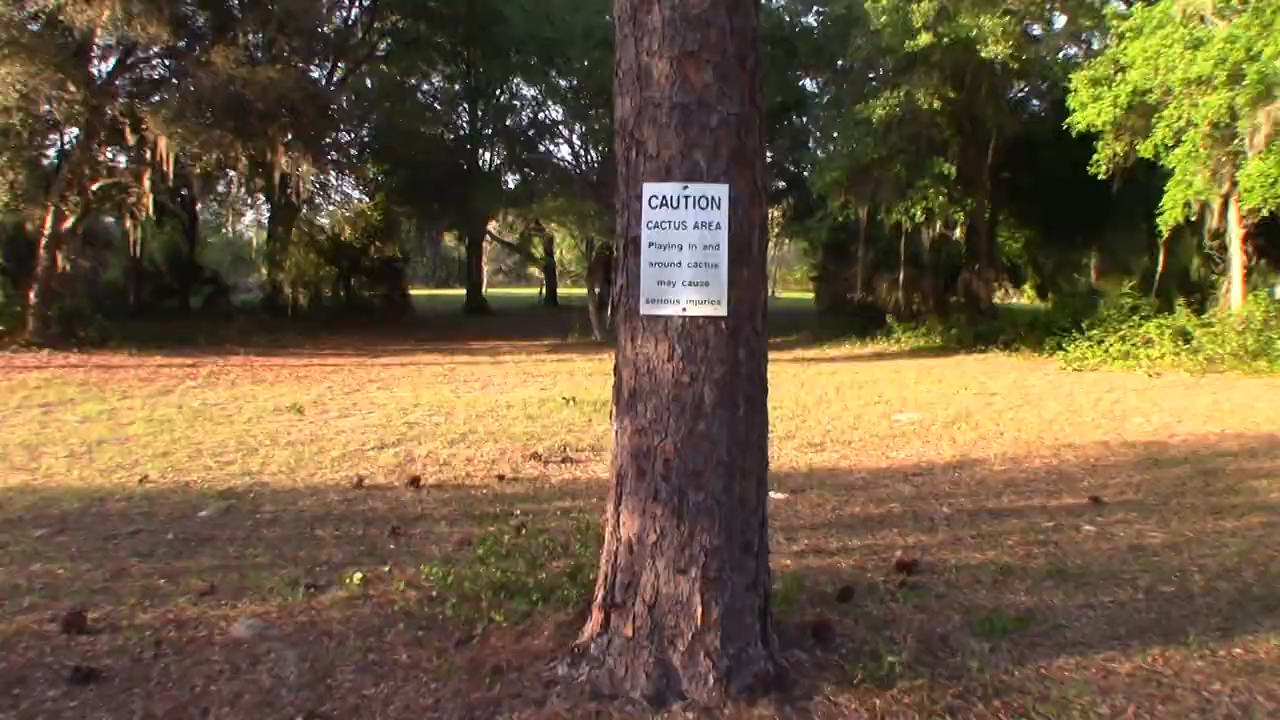 CAUTION
CACTUS AREA
Playing in and
around cactus
may cause
serious injuries